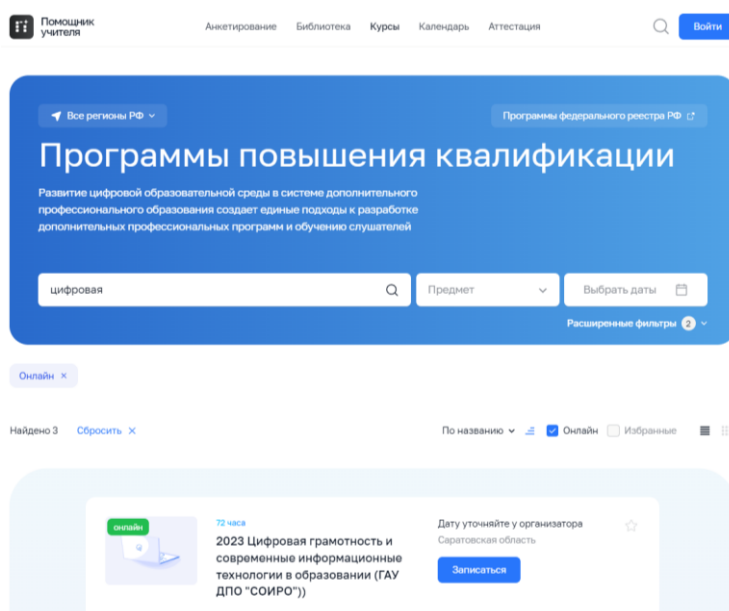 Помощник
учителя
Анкетирование Библиотека Курсы Календарь Аттестация
Войти
Все регионы РФ
Программы федерального реестра РФ
Программы повышения квалификации
Развитие цифровой образовательной среды в системе дополнительного
профессионального образования создает единые подходы к разработке
дополнительных профессиональных программ и обучению слушателей
цифровая
Предмет
Выбрать даты
Расширенные фильтры 2
Онлайн ×
Найдено 3 Сбросить ×
По названию Онлайн Избранные
онлайн
72 часа
2023 Цифровая грамотность и
современные информационные
технологии в образовании (ГАУ
ДПО "СОИРО"))
Дату уточняйте у организатора
Саратовская область
Записаться